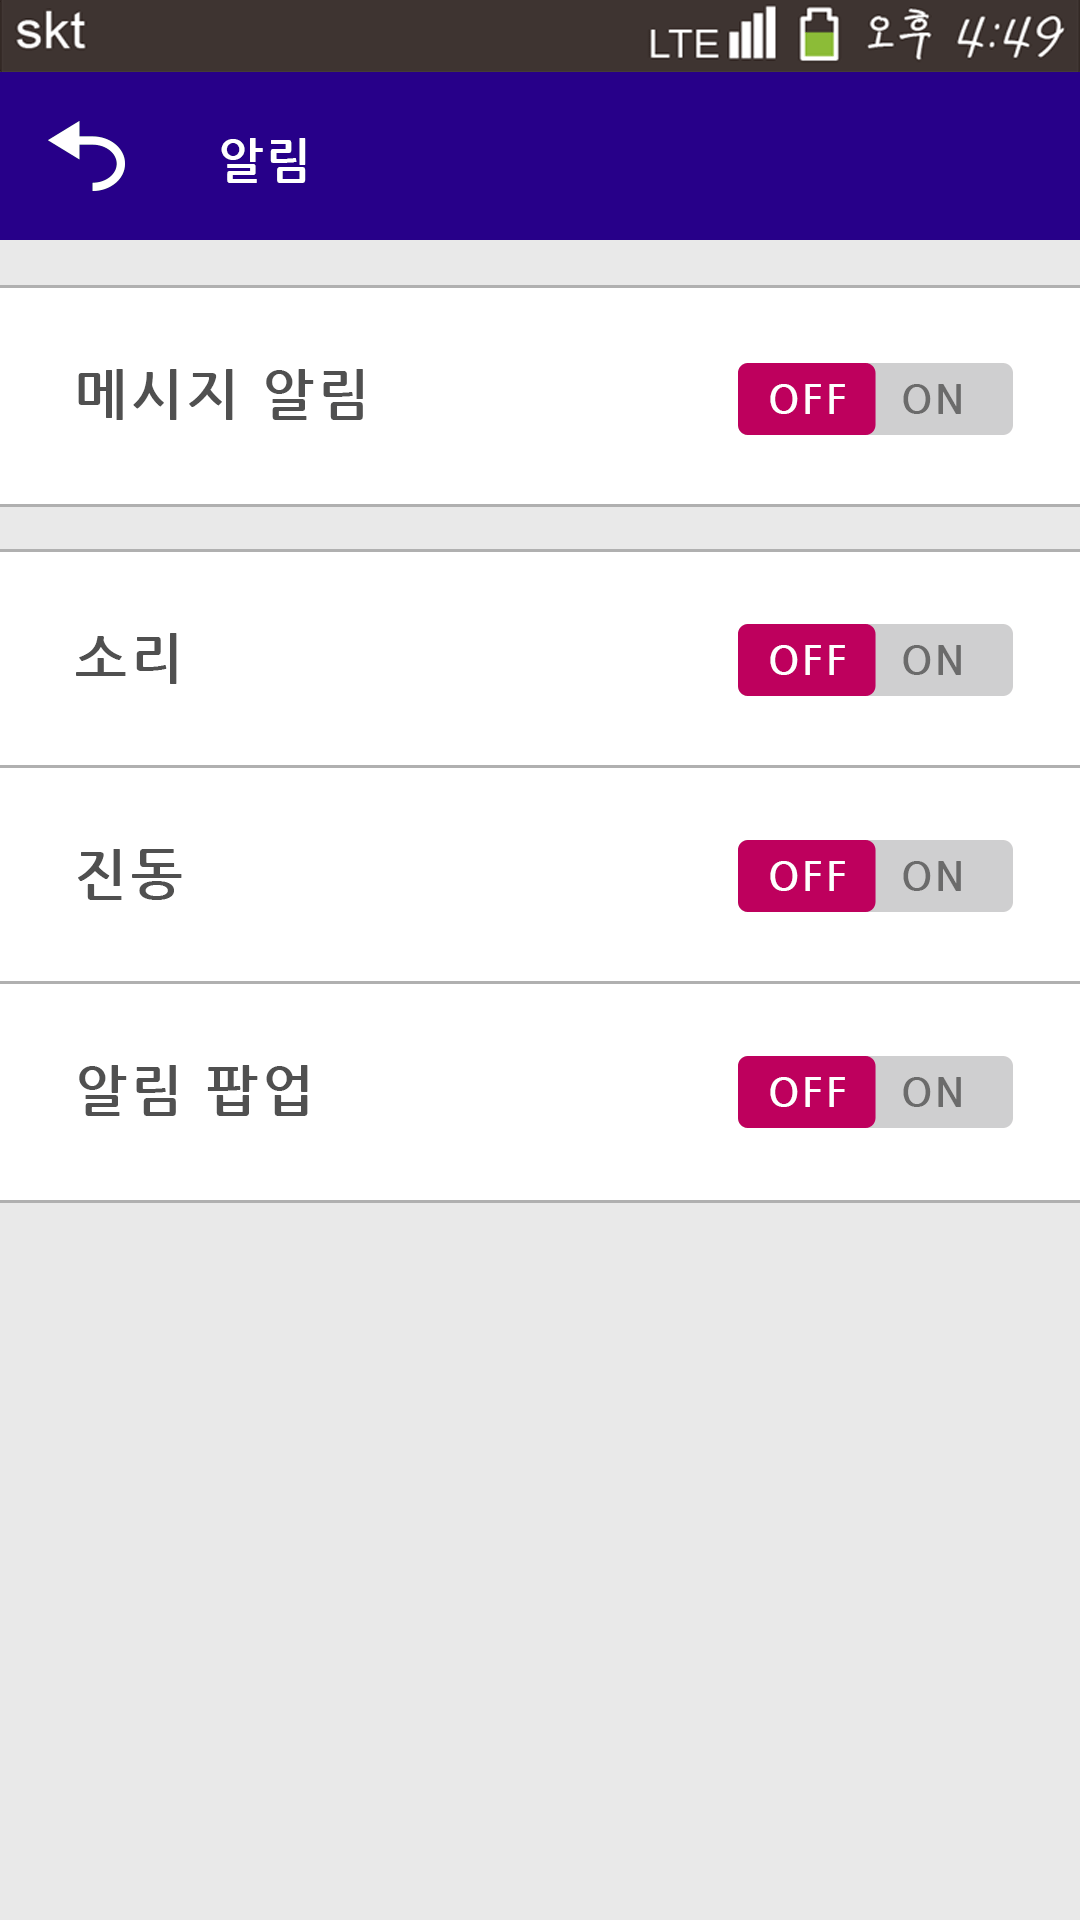 skt LTE 오후 4:49
알림
메시지 알림 OFF ON
소리 OFF ON
진동 OFF ON
알림 팝업 OFF ON